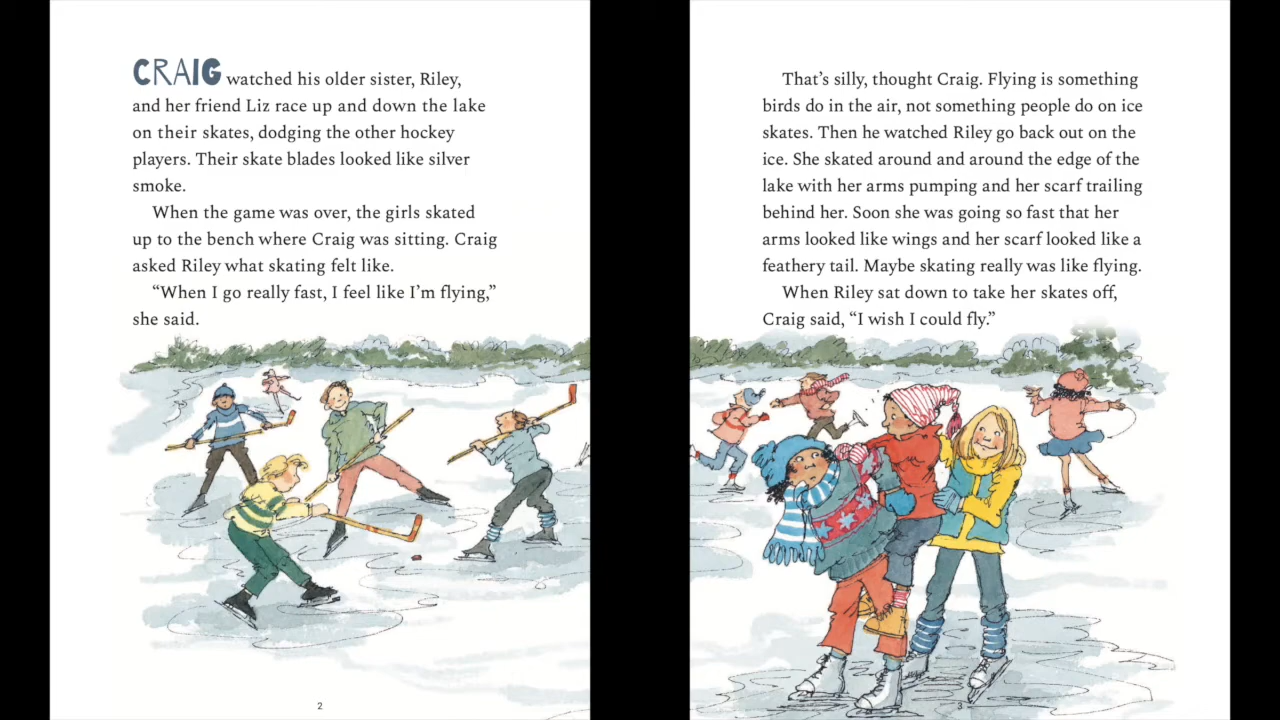 CRAIG watched his older sister, Riley,
and her friend Liz race up and down the lake
on their skates, dodging the other hockey
players. Their skate blades looked like silver
smoke.
When the game was over, the girls skated
up to the bench where Craig was sitting. Craig
asked Riley what skating felt like.
“When I go really fast, I feel like I’m flying,”
she said.
2
That’s silly, thought Craig. Flying is something
birds do in the air, not something people do on ice
skates. Then he watched Riley go back out on the
ice. She skated around and around the edge of the
lake with her arms pumping and her scarf trailing
behind her. Soon she was going so fast that her
arms looked like wings and her scarf looked like a
feathery tail. Maybe skating really was like flying.
When Riley sat down to take her skates off,
Craig said, “I wish I could fly.”
3